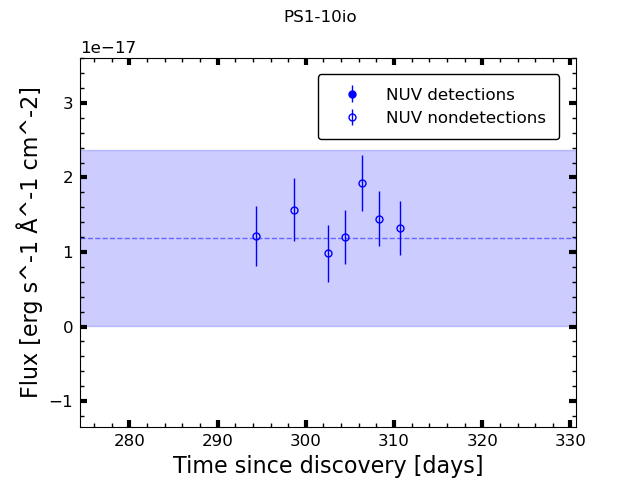 PS1-10io
1e−17
NUV detections
NUV nondetections
3
2
1
0
−1
Flux [erg s^-1 Å^-1 cm^-2]
280 290 300 310 320 330
Time since discovery [days]